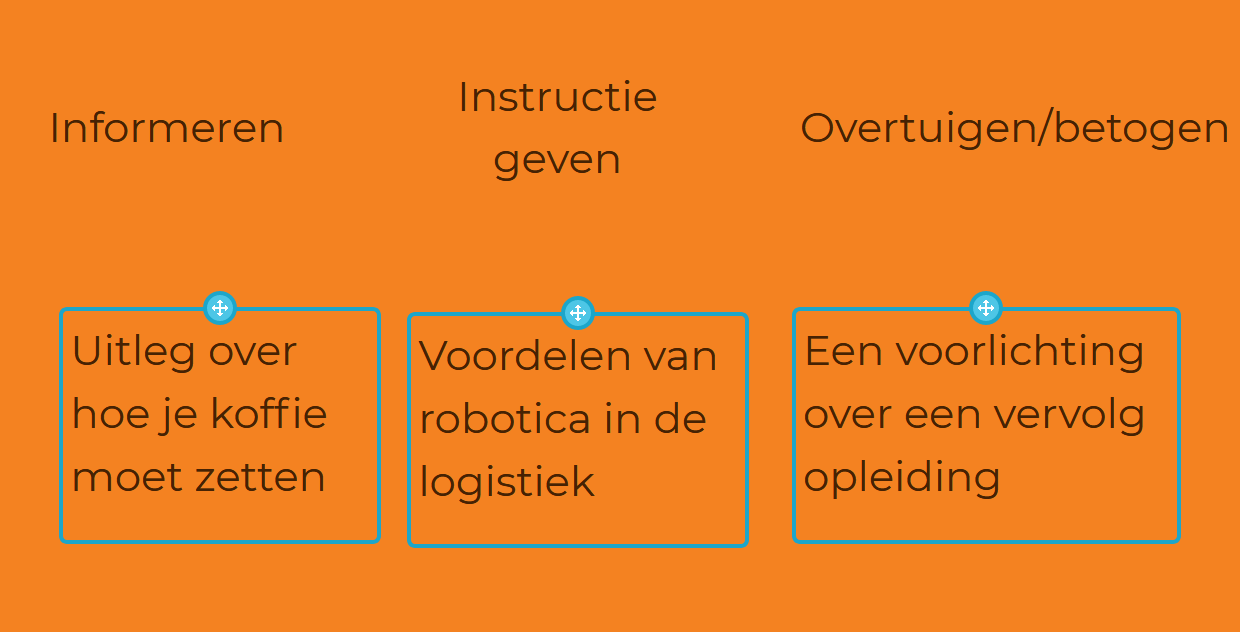 Informeren
Instructie
geven
Overtuigen/betogen
Uitleg over
hoe je koffie
moet zetten
Voordelen van
robotica in de
logistiek
Een voorlichting
over een vervolg
opleiding